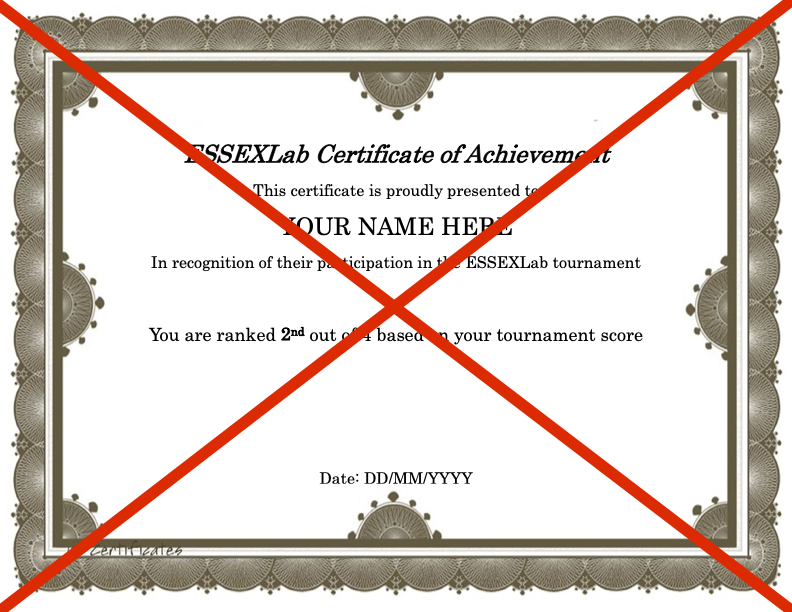 ESSEXLab Certificate of Achievement
This certificate is proudly presented to
YOUR NAME HERE
In recognition of their participation in the ESSEXLab tournament
You are ranked 2nd out of 4 based on your tournament score
Date: DD/MM/YYYY
Certificates